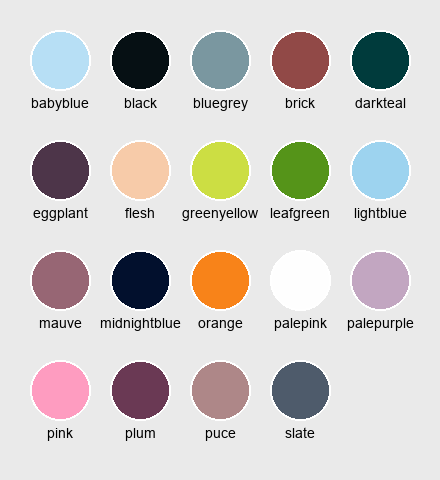 babyblue black bluegrey brick darkteal
eggplant flesh greenyellow leafgreen lightblue
mauve midnightblue orange palepink palepurple
pink plum puce slate